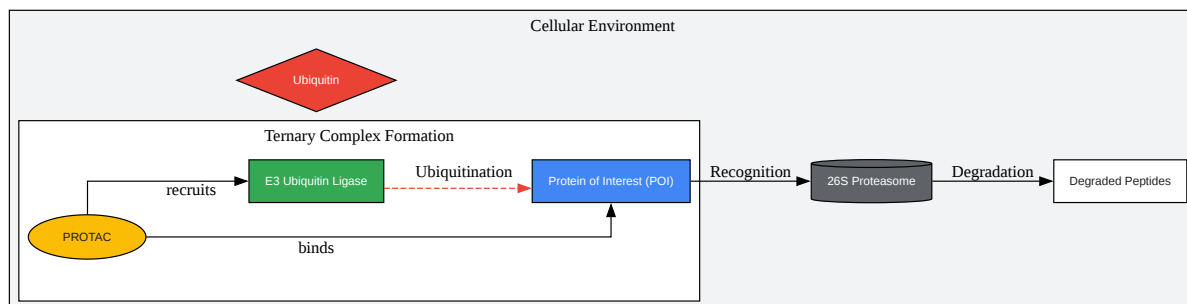 Cellular Environment
Ubiquitin
Ternary Complex Formation
recruits
E3 Ubiquitin Ligase
Ubiquitination
Protein of Interest (POI)
Recognition
26S Proteasome
Degradation
Degraded Peptides
PROTAC
binds